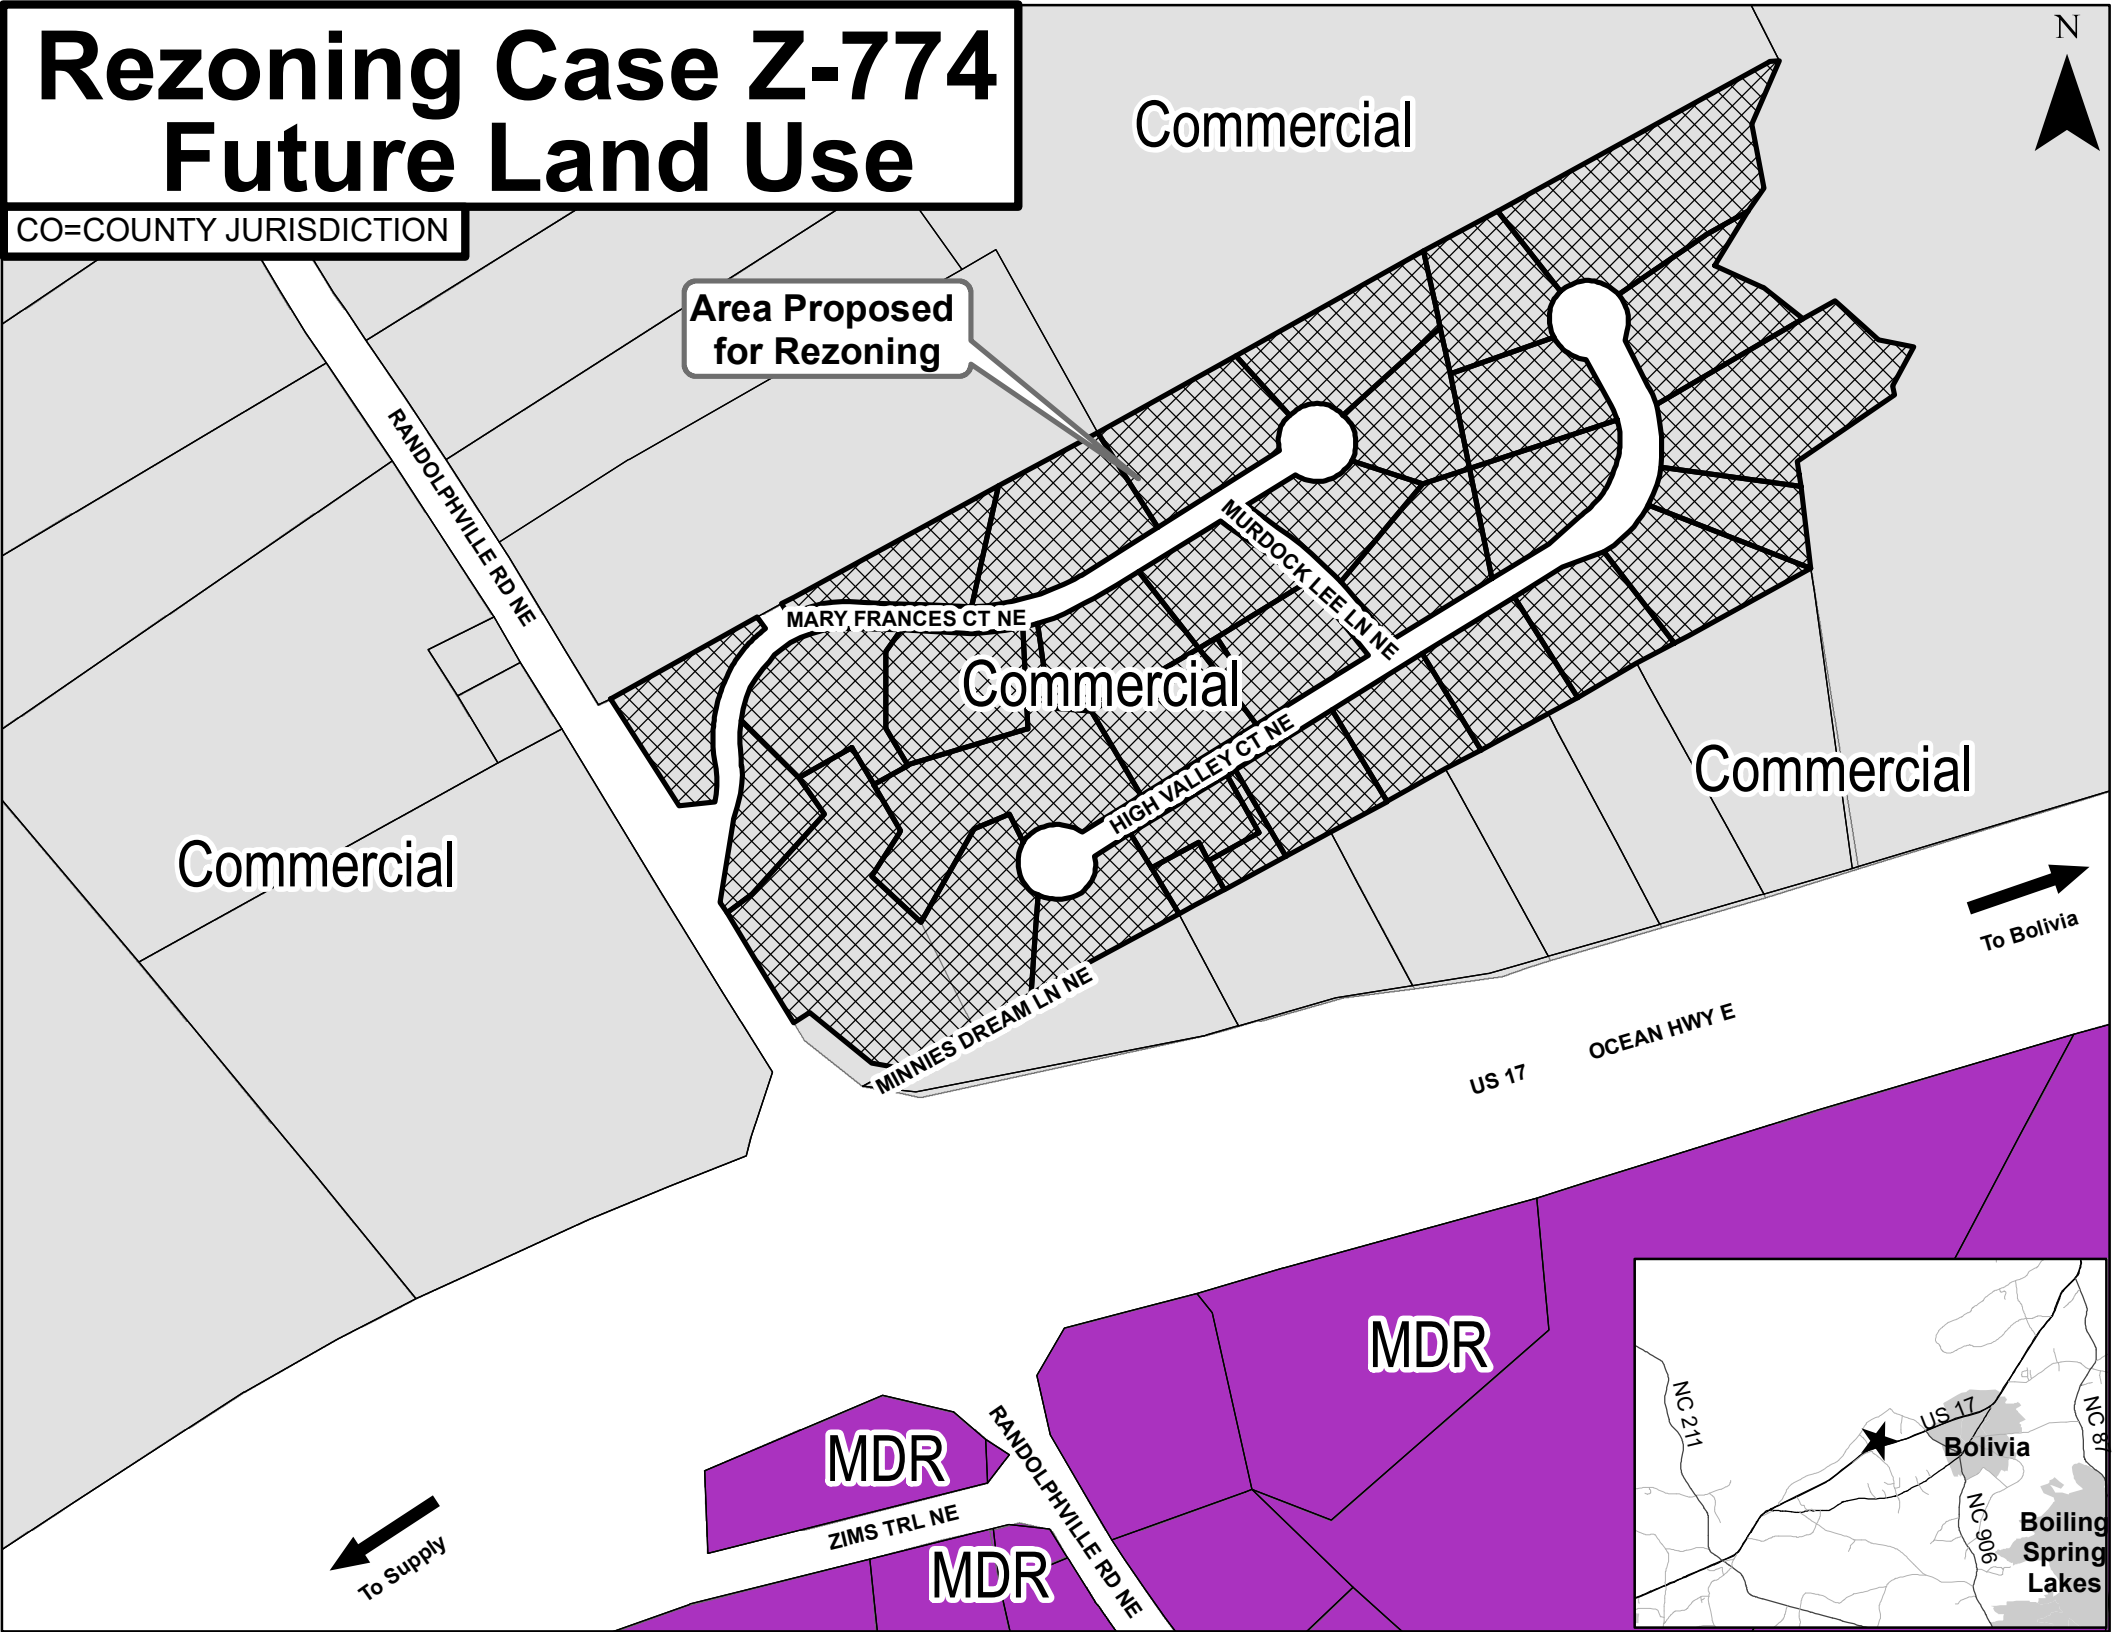 Rezoning Case Z-774
Future Land Use
CO=COUNTY JURISDICTION
N
Commercial
Area Proposed
for Rezoning
RANDOLPHVILLE RD NE
MURDOCK LEE LN NE
MARY FRANCES CT NE
Commercial
HIGH VALLEY CT NE
Commercial
Commercial
To Bolivia
MINNIES DREAM LN NE
OCEAN HWY E
US 17
MDR
MDR
RANDOLPHVILLE RD NE
ZIMS TRL NE
MDR
To Supply
NC 211
US 17
NC 87
Bolivia
NC 906
Boiling
Spring
Lakes